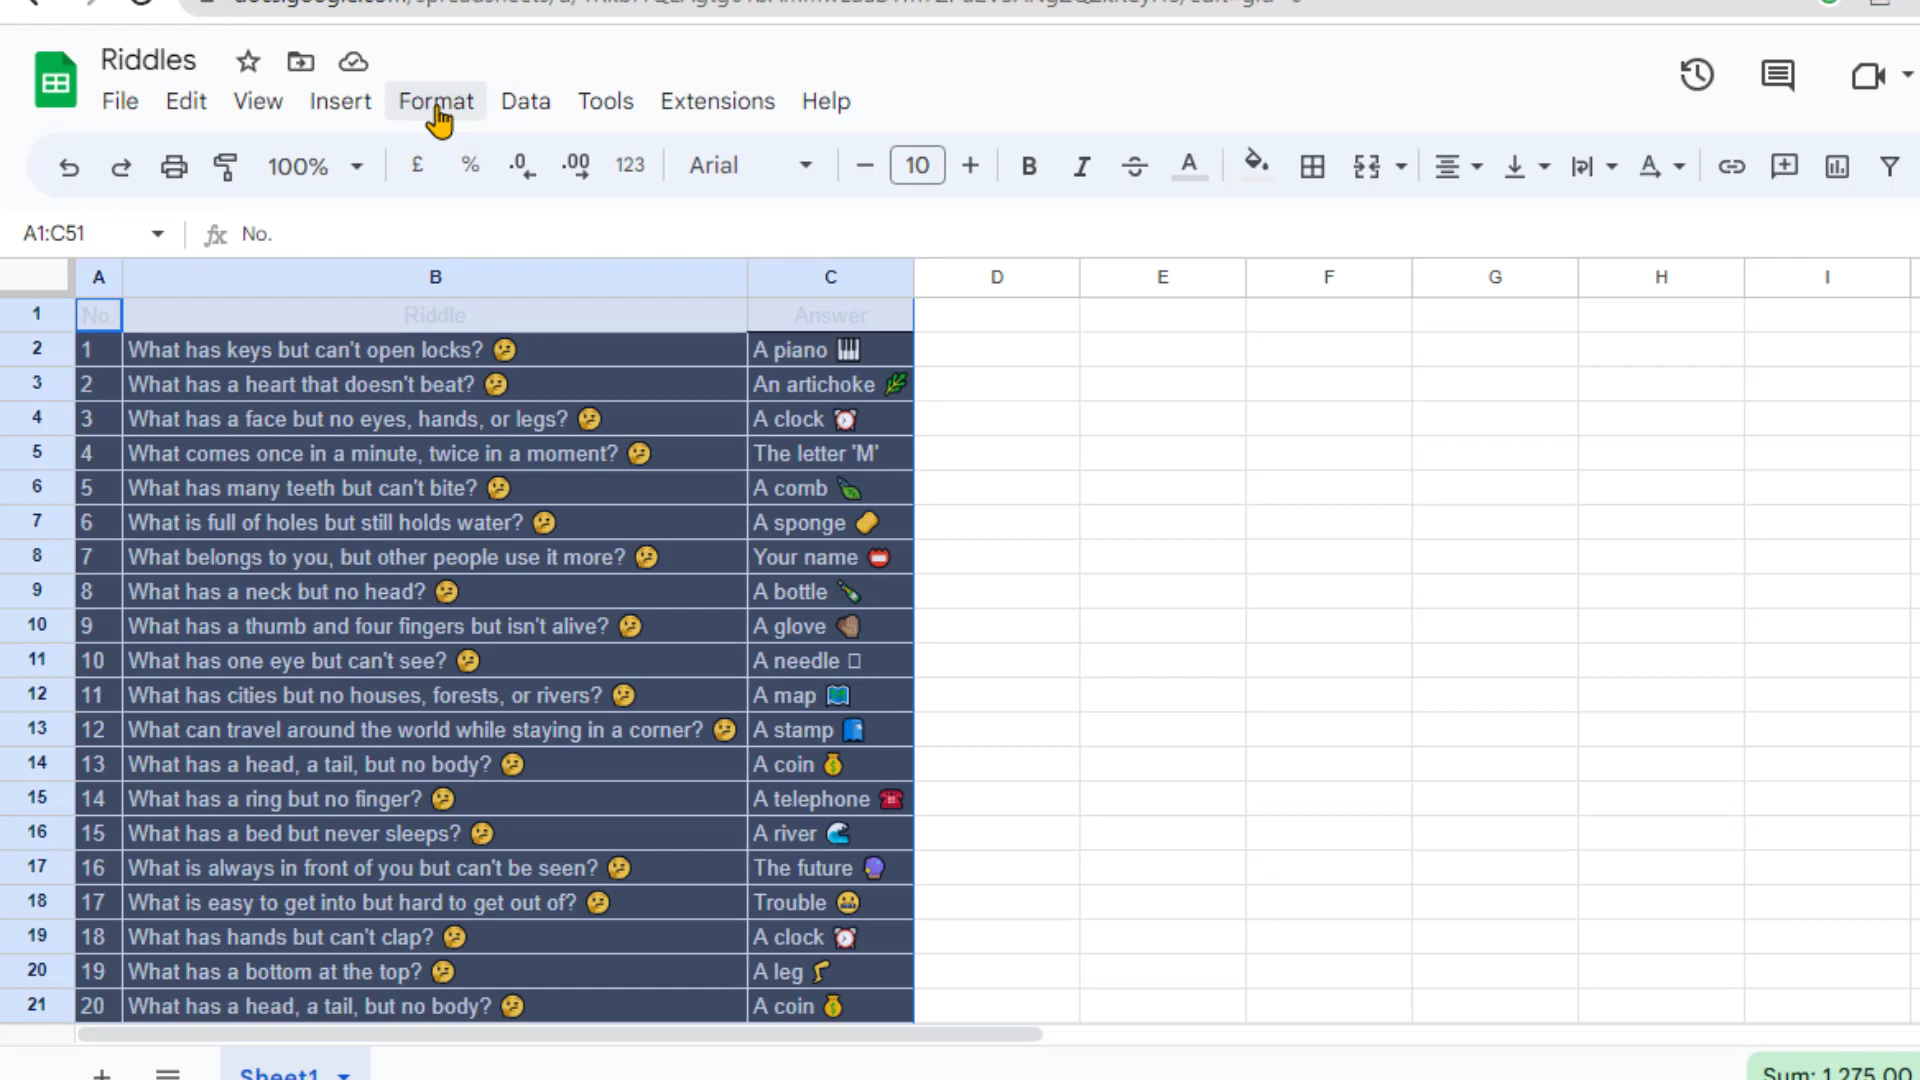 Riddles
File Edit View Insert Format Data Tools Extensions Help
100% £ % .0 .00 123 Arial 10 B I A A
A1:C51 fx No.
A B C D E F G H I
1 No. Riddle Answer
2 1 What has keys but can't open locks? 🤔 A piano 🎹
3 2 What has a heart that doesn't beat? 🤔 An artichoke 🌿
4 3 What has a face but no eyes, hands, or legs? 🤔 A clock ⏰
5 4 What comes once in a minute, twice in a moment? 🤔 The letter 'M'
6 5 What has many teeth but can't bite? 🤔 A comb
7 6 What is full of holes but still holds water? 🤔 A sponge 🧽
8 7 What belongs to you, but other people use it more? 🤔 Your name 📛
9 8 What has a neck but no head? 🤔 A bottle 🍾
10 9 What has a thumb and four fingers but isn't alive? 🤔 A glove
11 10 What has one eye but can't see? 🤔 A needle
12 11 What has cities but no houses, forests, or rivers? 🤔 A map 🗺️
13 12 What can travel around the world while staying in a corner? 🤔 A stamp
14 13 What has a head, a tail, but no body? 🤔 A coin 💰
15 14 What has a ring but no finger? 🤔 A telephone ☎️
16 15 What has a bed but never sleeps? 🤔 A river 🌊
17 16 What is always in front of you but can't be seen? 🤔 The future 🔮
18 17 What is easy to get into but hard to get out of? 🤔 Trouble 😬
19 18 What has hands but can't clap? 🤔 A clock ⏰
20 19 What has a bottom at the top? 🤔 A leg 🦵
21 20 What has a head, a tail, but no body? 🤔 A coin 💰
Sheet1
Sum: 1,275.00